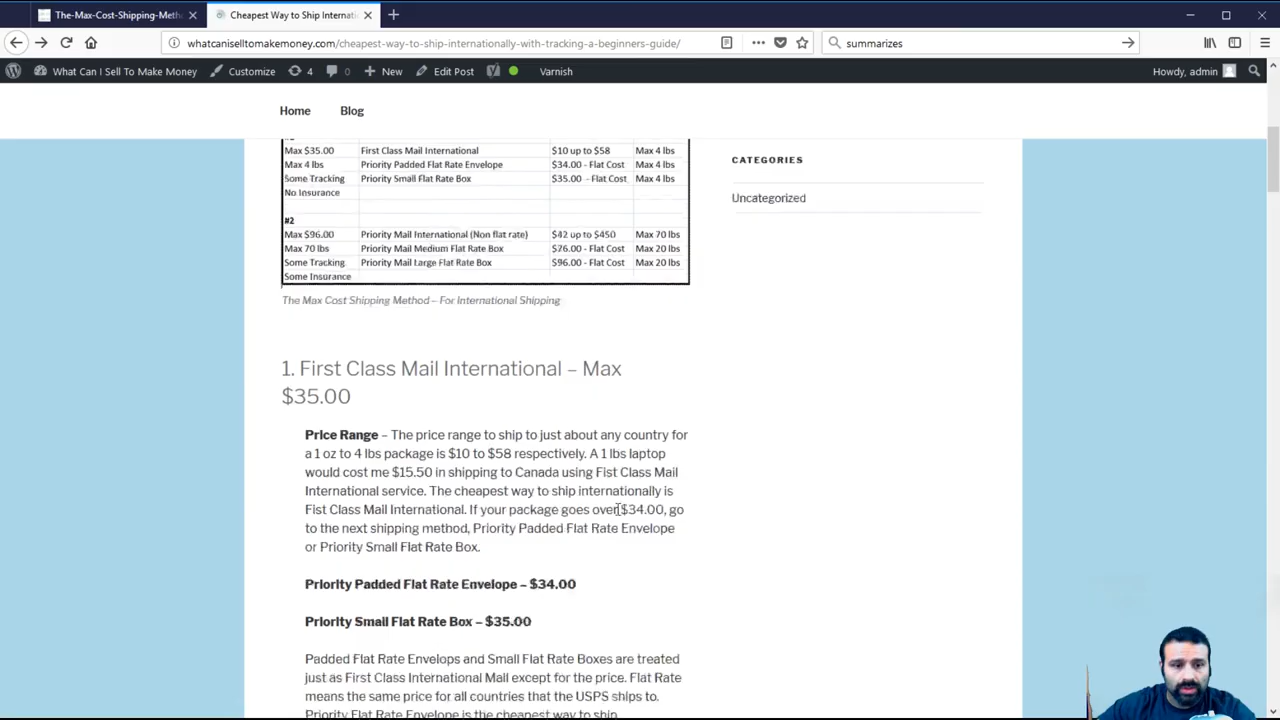 The-Max-Cost-Shipping-Meth
Cheapest Way to Ship Internati
whatcaniselltomakemoney.com/cheapest-way-to-ship-internationally-with-tracking-a-beginners-guide/
summarizes
What Can I Sell To Make Money
Customize
4
0
New
Edit Post
Varnish
Howdy, admin
Home
Blog
Max $35.00 First Class Mail International $10 up to $58 Max 4 lbs
Max 4 lbs Priority Padded Flat Rate Envelope $34.00 - Flat Cost Max 4 lbs
Some Tracking Priority Small Flat Rate Box $35.00 - Flat Cost Max 4 lbs
No Insurance
#2
Max $96.00 Priority Mail International (Non flat rate) $42 up to $450 Max 70 lbs
Max 70 lbs Priority Mail Medium Flat Rate Box $76.00 - Flat Cost Max 20 lbs
Some Tracking Priority Mail Large Flat Rate Box $96.00 - Flat Cost Max 20 lbs
Some Insurance
The Max Cost Shipping Method – For International Shipping
CATEGORIES
Uncategorized
1. First Class Mail International – Max
$35.00
Price Range – The price range to ship to just about any country for
a 1 oz to 4 lbs package is $10 to $58 respectively. A 1 lbs laptop
would cost me $15.50 in shipping to Canada using Fist Class Mail
International service. The cheapest way to ship internationally is
Fist Class Mail International. If your package goes over $34.00, go
to the next shipping method, Priority Padded Flat Rate Envelope
or Priority Small Flat Rate Box.
Priority Padded Flat Rate Envelope – $34.00
Priority Small Flat Rate Box – $35.00
Padded Flat Rate Envelops and Small Flat Rate Boxes are treated
just as First Class International Mail except for the price. Flat Rate
means the same price for all countries that the USPS ships to.
Priority Flat Rate Envelope is the cheapest way to ship